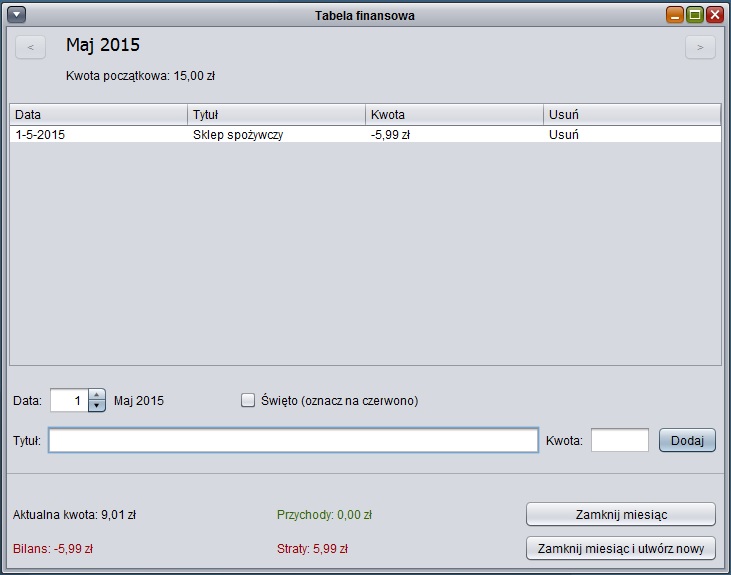 Tabela finansowa
< Maj 2015 >
Kwota początkowa: 15,00 zł
Data Tytuł Kwota Usuń
1-5-2015 Sklep spożywczy -5,99 zł Usuń
Data: 1 Maj 2015 Święto (oznacz na czerwono)
Tytuł: Kwota: Dodaj
Aktualna kwota: 9,01 zł Przychody: 0,00 zł Zamknij miesiąc
Bilans: -5,99 zł Straty: 5,99 zł Zamknij miesiąc i utwórz nowy